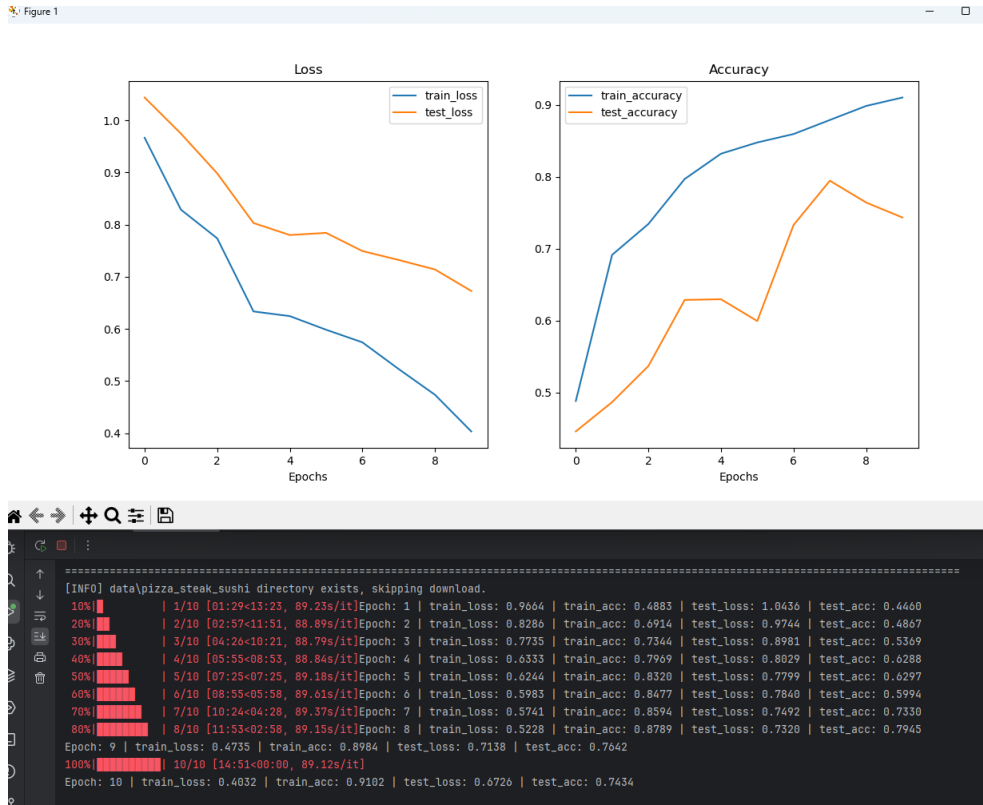 Figure 1
Loss
train_loss
test_loss
1.0
0.9
0.8
0.7
0.6
0.5
0.4
0 2 4 6 8
Epochs
Accuracy
train_accuracy
test_accuracy
0.9
0.8
0.7
0.6
0.5
0 2 4 6 8
Epochs
================================================================================
[INFO] data\pizza_steak_sushi directory exists, skipping download.
10%| | 1/10 [01:29<13:23, 89.23s/it]Epoch: 1 | train_loss: 0.9664 | train_acc: 0.4883 | test_loss: 1.0436 | test_acc: 0.4460
20%| | 2/10 [02:57<11:51, 88.89s/it]Epoch: 2 | train_loss: 0.8286 | train_acc: 0.6914 | test_loss: 0.9744 | test_acc: 0.4867
30%| | 3/10 [04:26<10:21, 88.79s/it]Epoch: 3 | train_loss: 0.7735 | train_acc: 0.7344 | test_loss: 0.8981 | test_acc: 0.5369
40%| | 4/10 [05:55<08:53, 88.84s/it]Epoch: 4 | train_loss: 0.6333 | train_acc: 0.7969 | test_loss: 0.8029 | test_acc: 0.6288
50%| | 5/10 [07:25<07:25, 89.18s/it]Epoch: 5 | train_loss: 0.6244 | train_acc: 0.8320 | test_loss: 0.7799 | test_acc: 0.6297
60%| | 6/10 [08:55<05:58, 89.61s/it]Epoch: 6 | train_loss: 0.5983 | train_acc: 0.8477 | test_loss: 0.7840 | test_acc: 0.5994
70%| | 7/10 [10:24<04:28, 89.37s/it]Epoch: 7 | train_loss: 0.5741 | train_acc: 0.8594 | test_loss: 0.7492 | test_acc: 0.7330
80%| | 8/10 [11:53<02:58, 89.15s/it]Epoch: 8 | train_loss: 0.5228 | train_acc: 0.8789 | test_loss: 0.7320 | test_acc: 0.7945
Epoch: 9 | train_loss: 0.4735 | train_acc: 0.8984 | test_loss: 0.7138 | test_acc: 0.7642
100%| | 10/10 [14:51<00:00, 89.12s/it]
Epoch: 10 | train_loss: 0.4032 | train_acc: 0.9102 | test_loss: 0.6726 | test_acc: 0.7434